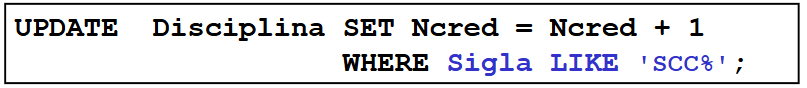 UPDATE  Disciplina SET Ncred = Ncred + 1
WHERE Sigla LIKE 'SCC%';